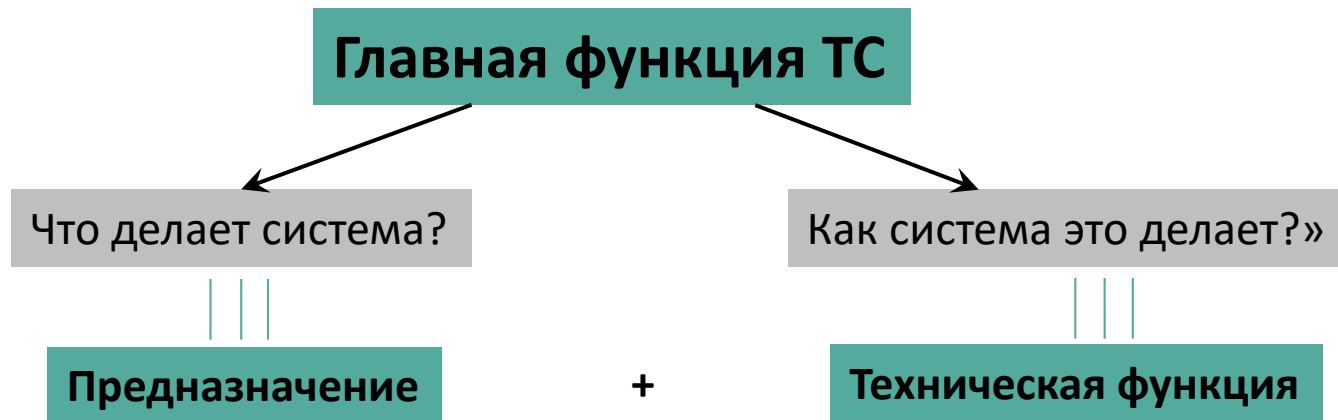 Главная функция ТС
Что делает система?
Как система это делает?»
Предназначение
+
Техническая функция